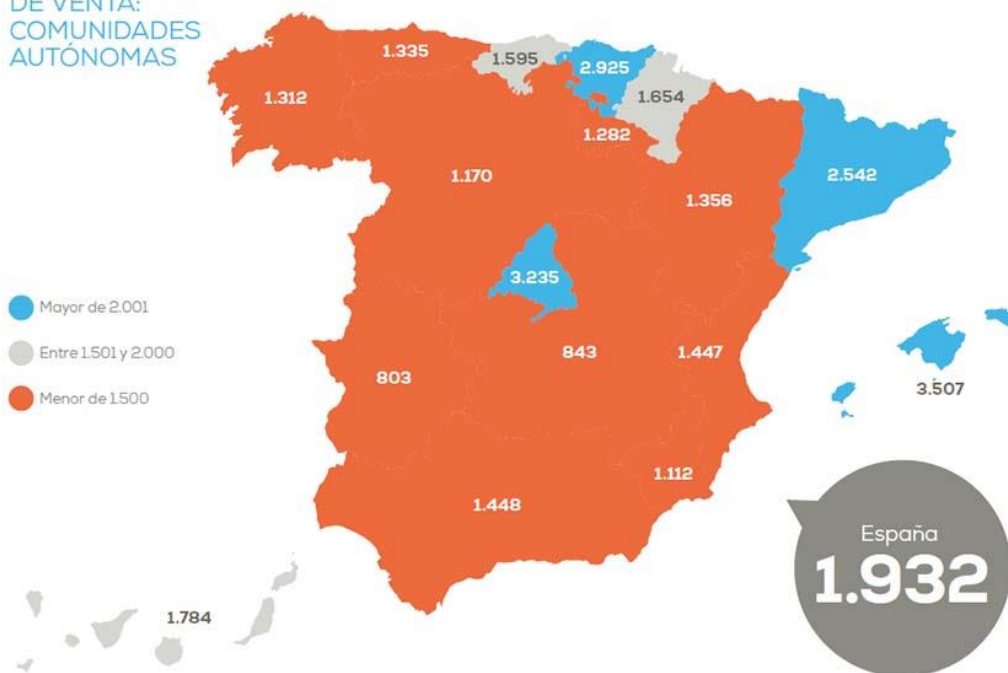 DE VENTA:
COMUNIDADES
AUTÓNOMAS
1.335
1.595
2.925
1.312
1.654
1.282
1.170
1.356
2.542
3.235
Mayor de 2.001
Entre 1.501 y 2.000
Menor de 1.500
803
843
1.447
3.507
1.112
1.448
España
1.932
1.784